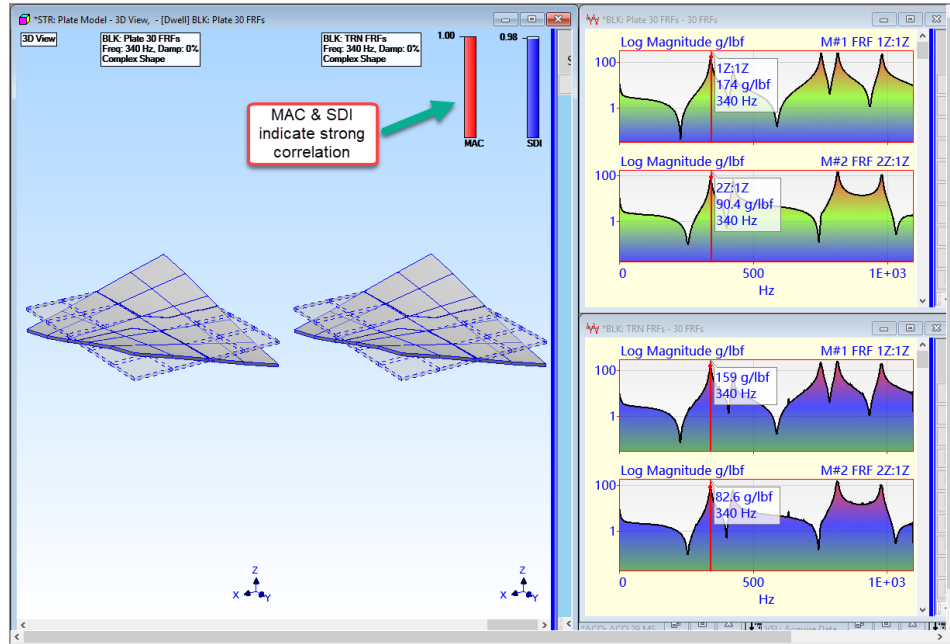 *STR: Plate Model - 3D View, - [Dwell] BLK: Plate 30 FRFs
3D View
BLK: Plate 30 FRFs
Freq: 340 Hz, Damp: 0%
Complex Shape
BLK: TRN FRFs
Freq: 340 Hz, Damp: 0%
Complex Shape
1.00
0.98
MAC & SDI
indicate strong
correlation
MAC
SDI
Z
X
Y
Z
X
Y
*BLK: Plate 30 FRFs - 30 FRFs
Log Magnitude g/lbf
M#1 FRF 1Z:1Z
100
1
1Z:1Z
174 g/lbf
340 Hz
Log Magnitude g/lbf
M#2 FRF 2Z:1Z
100
1
2Z:1Z
90.4 g/lbf
340 Hz
0
500
1E+03
Hz
*BLK: TRN FRFs - 30 FRFs
Log Magnitude g/lbf
M#1 FRF 1Z:1Z
100
1
159 g/lbf
340 Hz
Log Magnitude g/lbf
M#2 FRF 2Z:1Z
100
1
82.6 g/lbf
340 Hz
0
500
1E+03
Hz